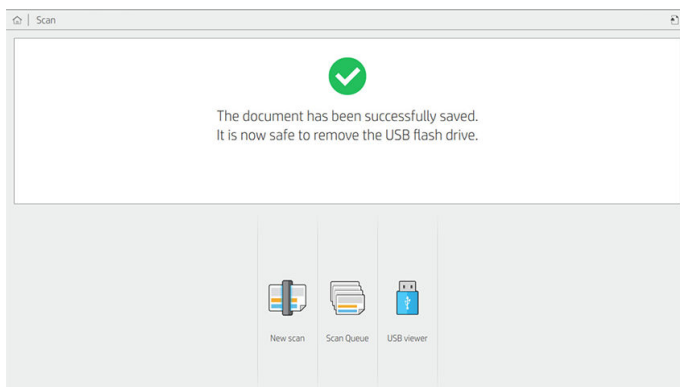 Scan
The document has been successfully saved.
It is now safe to remove the USB flash drive.
New scan
Scan Queue
USB viewer